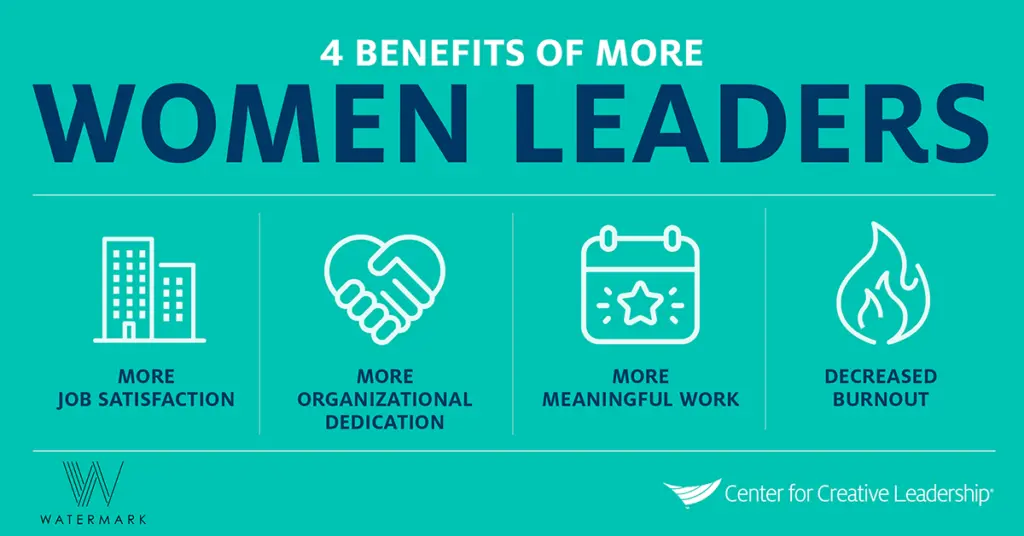 4 BENEFITS OF MORE
WOMEN LEADERS
MORE
JOB SATISFACTION
MORE
ORGANIZATIONAL
DEDICATION
MORE
MEANINGFUL WORK
DECREASED
BURNOUT
W
WATERMARK
Center for Creative Leadership®